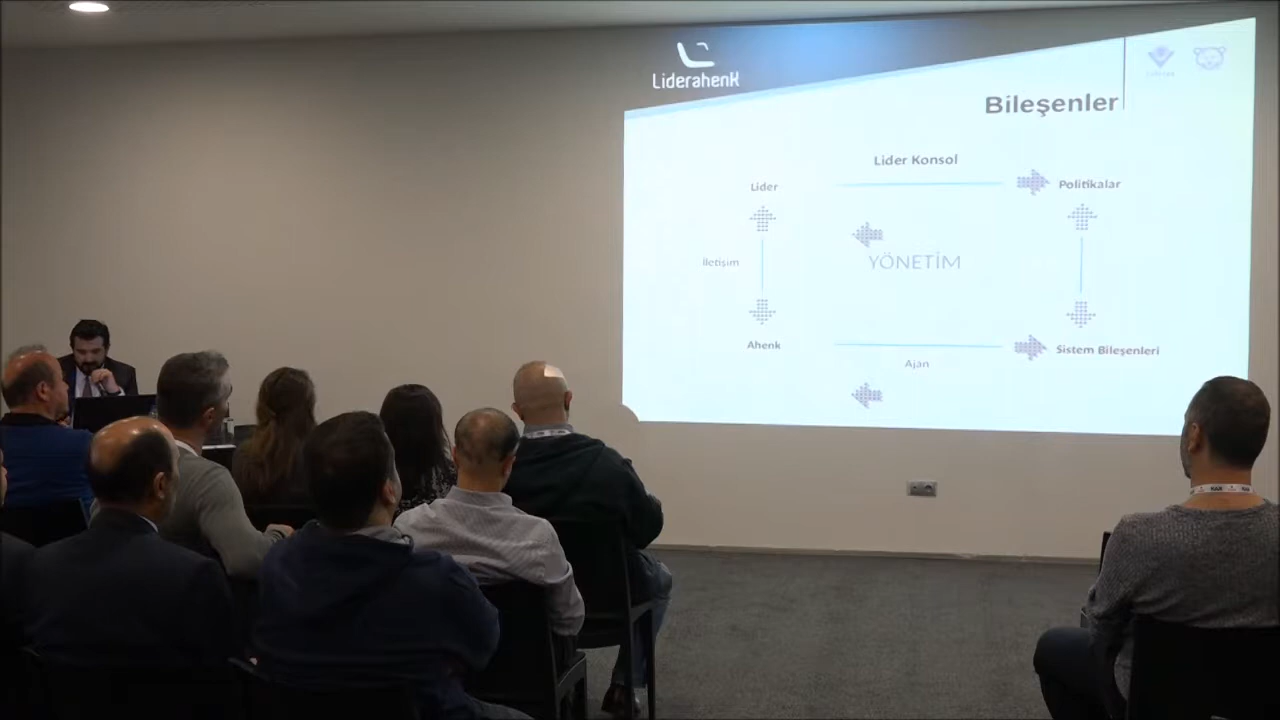 LiderahenK
Bileşenler
Lider Konsol
Lider
Politikalar
İletişim
YÖNETİM
Ahenk
Sistem Bileşenleri
Ajan